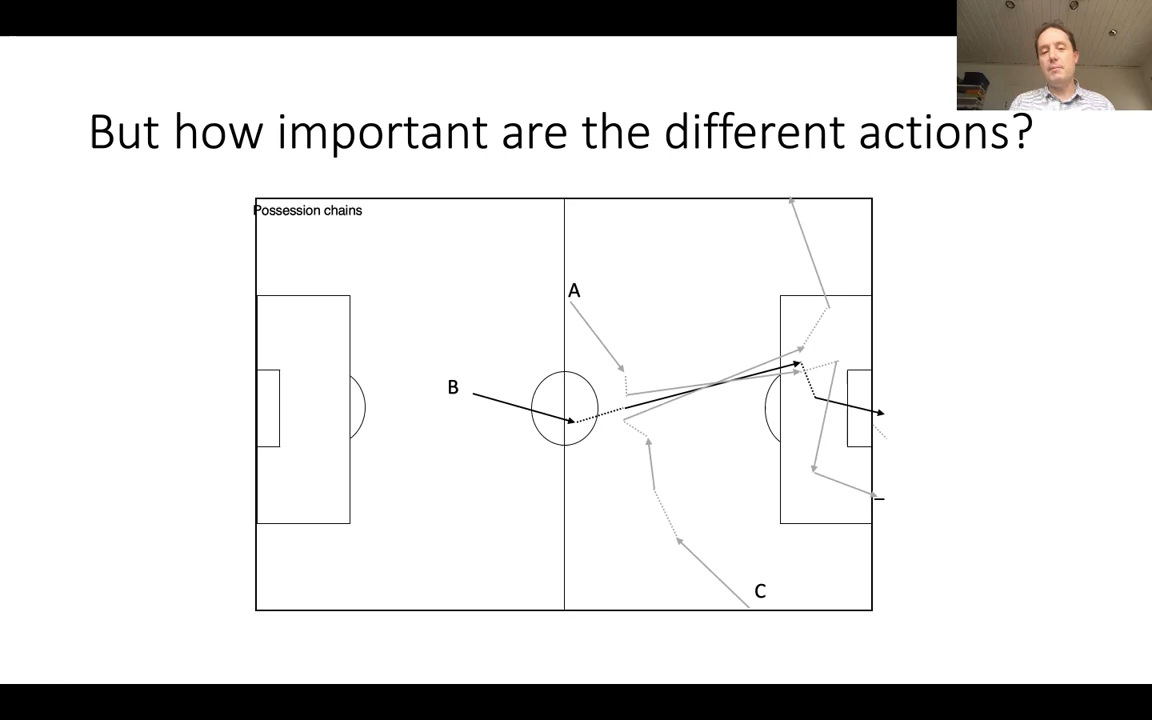 But how important are the different actions?
Possession chains
A
B
C